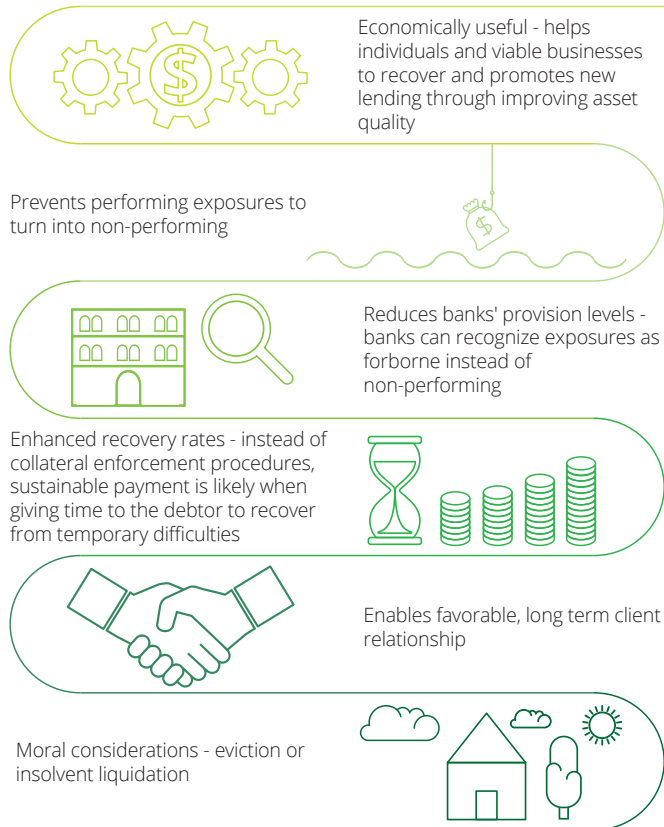 Economically useful - helps
individuals and viable businesses
to recover and promotes new
lending through improving asset
quality
Prevents performing exposures to
turn into non-performing
Reduces banks' provision levels -
banks can recognize exposures as
forborne instead of
non-performing
Enhanced recovery rates - instead of
collateral enforcement procedures,
sustainable payment is likely when
giving time to the debtor to recover
from temporary difficulties
Enables favorable, long term client
relationship
Moral considerations - eviction or
insolvent liquidation